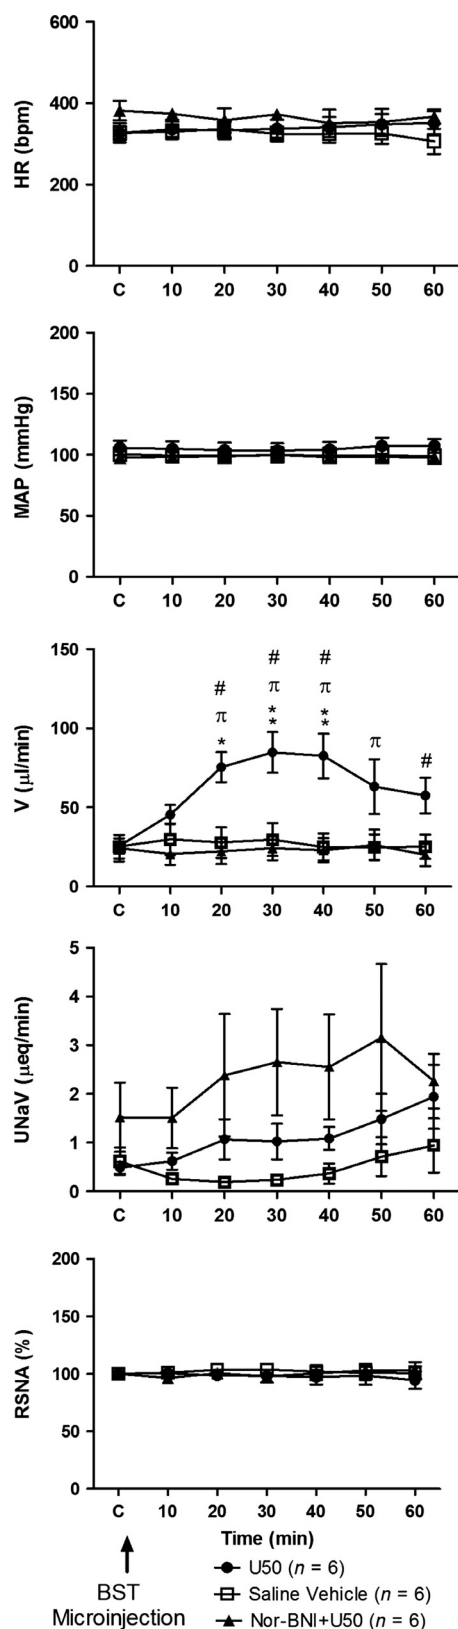 600
400
200
0
HR (bpm)
C 10 20 30 40 50 60
200
150
100
50
0
MAP (mmHg)
C 10 20 30 40 50 60
150
100
50
0
V (µl/min)
# # #
π π π π #
* ** **
C 10 20 30 40 50 60
5
4
3
2
1
0
UNaV (µeq/min)
C 10 20 30 40 50 60
200
150
100
50
0
RSNA (%)
C 10 20 30 40 50 60
Time (min)
BST
Microinjection
U50 (n = 6)
Saline Vehicle (n = 6)
Nor-BNI+U50 (n = 6)